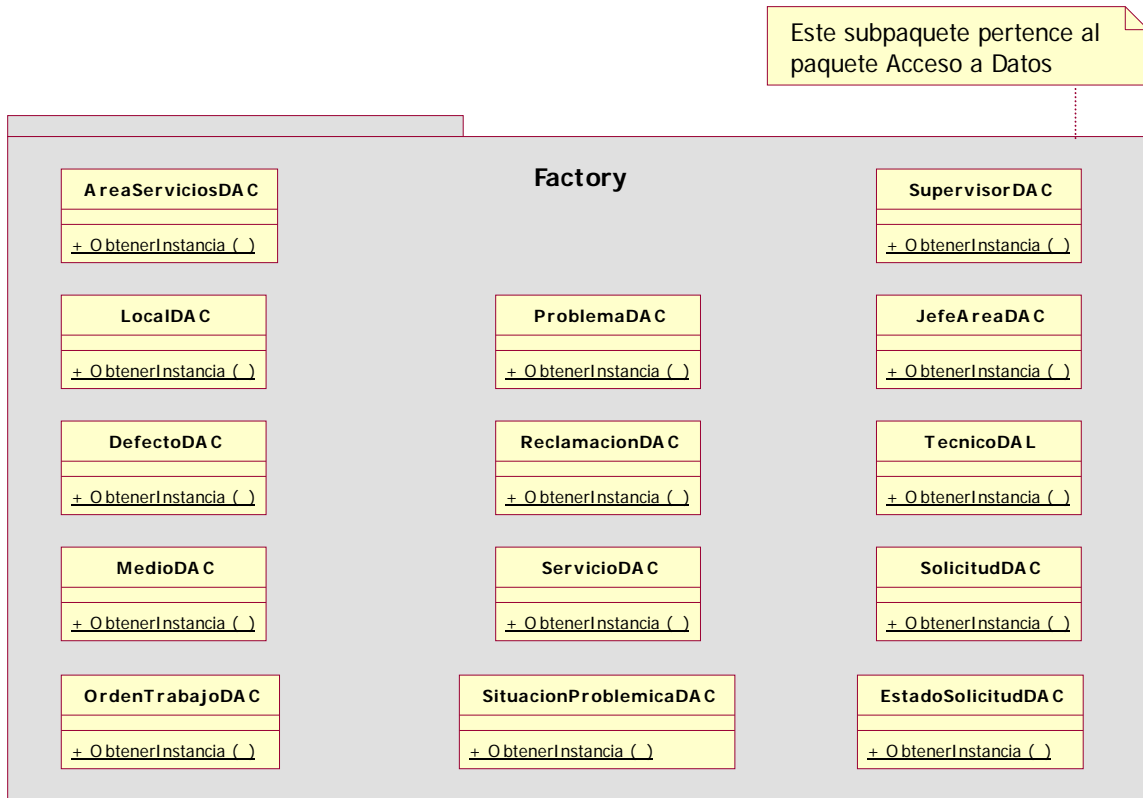 Este subpaquete pertence al
paquete Acceso a Datos
Factory
AreaServiciosDAC
+ ObtenerInstancia ( )
SupervisorDAC
+ ObtenerInstancia ( )
LocalDAC
+ ObtenerInstancia ( )
ProblemaDAC
+ ObtenerInstancia ( )
JefeAreaDAC
+ ObtenerInstancia ( )
DefectoDAC
+ ObtenerInstancia ( )
ReclamacionDAC
+ ObtenerInstancia ( )
TecnicoDAL
+ ObtenerInstancia ( )
MedioDAC
+ ObtenerInstancia ( )
ServicioDAC
+ ObtenerInstancia ( )
SolicitudDAC
+ ObtenerInstancia ( )
OrdenTrabajoDAC
+ ObtenerInstancia ( )
SituacionProblemicaDAC
+ ObtenerInstancia ( )
EstadoSolicitudDAC
+ ObtenerInstancia ( )